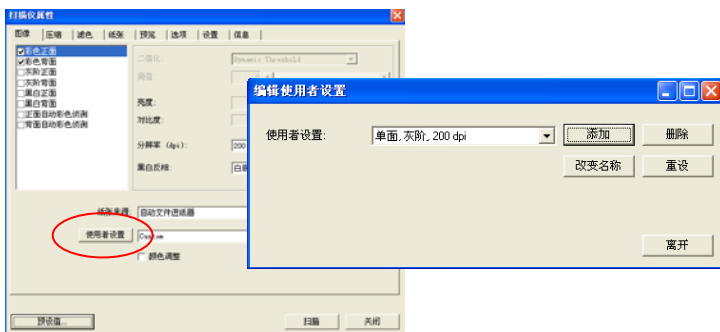 扫描仪属性
图像 压缩 滤色 纸张 预览 选项 设置 信息
彩色正面
彩色背面
灰阶正面
灰阶背面
黑白正面
黑白背面
正面自动彩色侦测
背面自动彩色侦测
二值化:
Dynamic Threshold
阈值:
亮度:
对比度:
分辨率 (dpi):
200
黑白反相:
白底
纸张来源:
自动文件进纸器
使用者设置
Custom
颜色调整
预设值...
扫描
关闭
编辑使用者设置
使用者设置:
单面,灰阶,200 dpi
添加
删除
改变名称
重设
离开